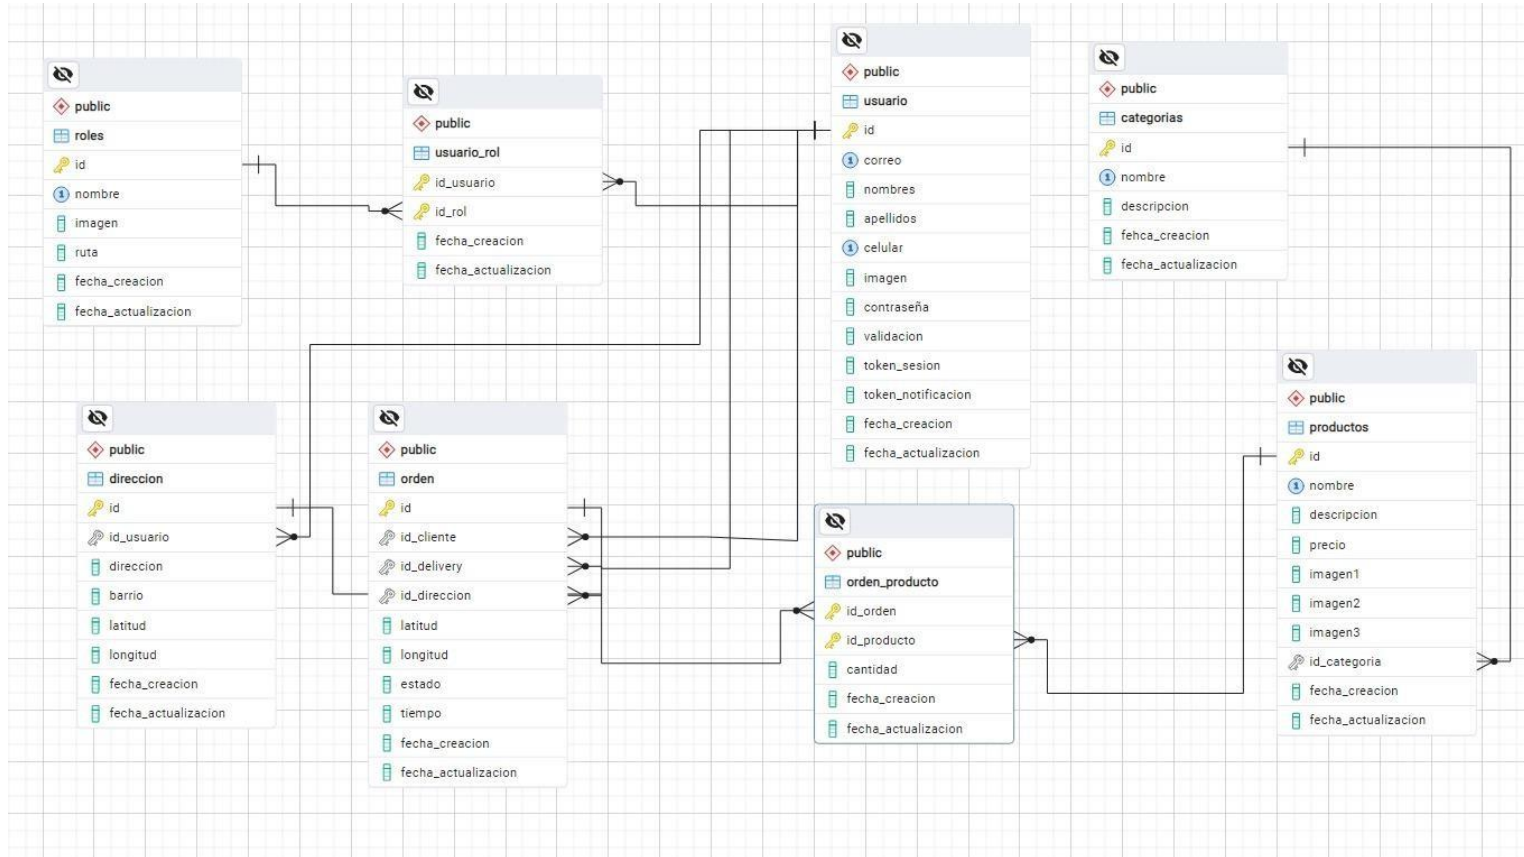 public
roles
id
nombre
imagen
ruta
fecha_creacion
fecha_actualizacion
public
usuario_rol
id_usuario
id_rol
fecha_creacion
fecha_actualizacion
public
usuario
id
correo
nombres
apellidos
celular
imagen
contraseña
validacion
token_sesion
token_notificacion
fecha_creacion
fecha_actualizacion
public
categorias
id
nombre
descripcion
fehca_creacion
fecha_actualizacion
public
direccion
id
id_usuario
direccion
barrio
latitud
longitud
fecha_creacion
fecha_actualizacion
public
orden
id
id_cliente
id_delivery
id_direccion
latitud
longitud
estado
tiempo
fecha_creacion
fecha_actualizacion
public
orden_producto
id_orden
id_producto
cantidad
fecha_creacion
fecha_actualizacion
public
productos
id
nombre
descripcion
precio
imagen1
imagen2
imagen3
id_categoria
fecha_creacion
fecha_actualizacion